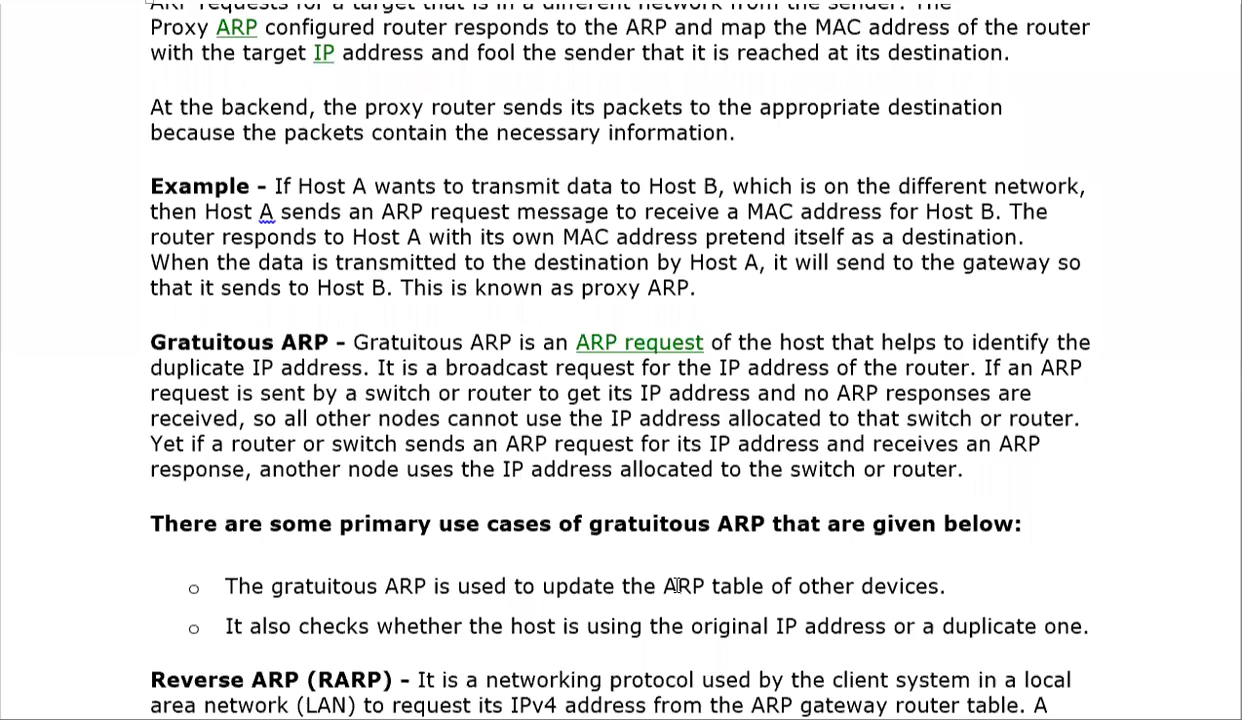 ARP requests for a target that is in a different network from the sender. The
Proxy ARP configured router responds to the ARP and map the MAC address of the router
with the target IP address and fool the sender that it is reached at its destination.
At the backend, the proxy router sends its packets to the appropriate destination
because the packets contain the necessary information.
Example - If Host A wants to transmit data to Host B, which is on the different network,
then Host A sends an ARP request message to receive a MAC address for Host B. The
router responds to Host A with its own MAC address pretend itself as a destination.
When the data is transmitted to the destination by Host A, it will send to the gateway so
that it sends to Host B. This is known as proxy ARP.
Gratuitous ARP - Gratuitous ARP is an ARP request of the host that helps to identify the
duplicate IP address. It is a broadcast request for the IP address of the router. If an ARP
request is sent by a switch or router to get its IP address and no ARP responses are
received, so all other nodes cannot use the IP address allocated to that switch or router.
Yet if a router or switch sends an ARP request for its IP address and receives an ARP
response, another node uses the IP address allocated to the switch or router.
There are some primary use cases of gratuitous ARP that are given below:
o The gratuitous ARP is used to update the ARP table of other devices.
o It also checks whether the host is using the original IP address or a duplicate one.
Reverse ARP (RARP) - It is a networking protocol used by the client system in a local
area network (LAN) to request its IPv4 address from the ARP gateway router table. A